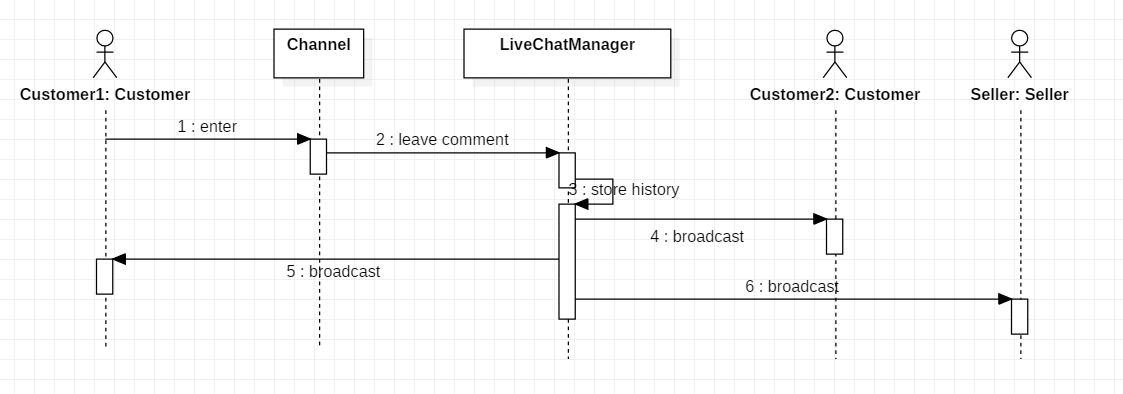 Channel
LiveChatManager
Customer1: Customer
Customer2: Customer
Seller: Seller
1 : enter
2 : leave comment
3 : store history
4 : broadcast
5 : broadcast
6 : broadcast